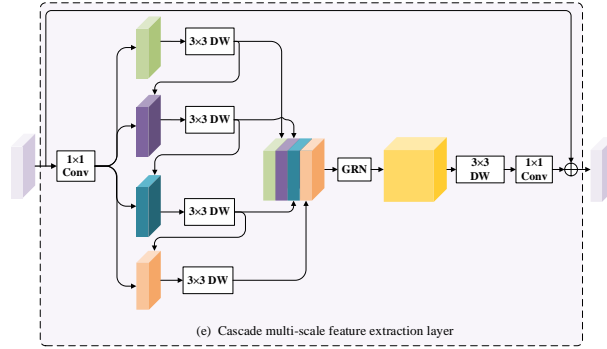 3×3 DW
3×3 DW
1×1
Conv
GRN
3×3
DW
1×1
Conv
3×3 DW
3×3 DW
(e) Cascade multi-scale feature extraction layer